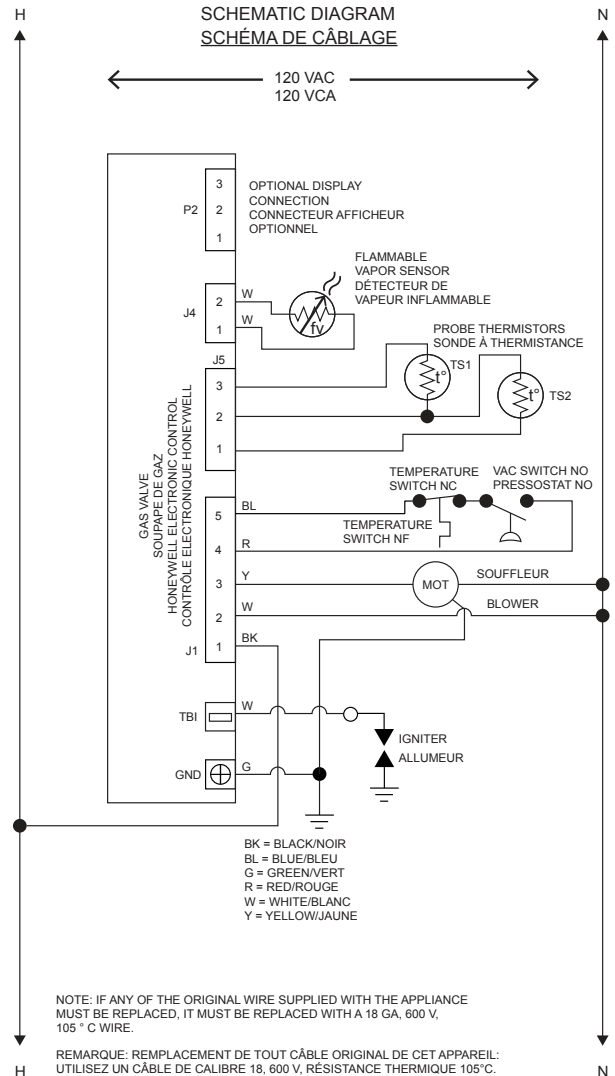 H
SCHEMATIC DIAGRAM
N
SCHÉMA DE CÂBLAGE
120 VAC
120 VCA
3
P2
2
1
OPTIONAL DISPLAY
CONNECTION
CONNECTEUR AFFICHEUR
OPTIONNEL
FLAMMABLE
VAPOR SENSOR
DÉTECTEUR DE
VAPEUR INFLAMMABLE
J4
2
W
1
W
fv
PROBE THERMISTORS
SONDE À THERMISTANCE
J5
3
2
1
t°
TS1
t°
TS2
GAS VALVE
SOUPAPE DE GAZ
HONEYWELL ELECTRONIC CONTROL
CONTRÔLE ELECTRONIQUE HONEYWELL
TEMPERATURE
SWITCH NC
VAC SWITCH NO
PRESSOSTAT NO
TEMPERATURE
SWITCH NF
5
BL
4
R
3
Y
MOT
SOUFFLEUR
2
W
BLOWER
J1
1
BK
TBI
W
IGNITER
ALLUMEUR
GND
G
BK = BLACK/NOIR
BL = BLUE/BLEU
G = GREEN/VERT
R = RED/ROUGE
W = WHITE/BLANC
Y = YELLOW/JAUNE
NOTE: IF ANY OF THE ORIGINAL WIRE SUPPLIED WITH THE APPLIANCE
MUST BE REPLACED, IT MUST BE REPLACED WITH A 18 GA, 600 V,
105 ° C WIRE.
REMARQUE: REMPLACEMENT DE TOUT CÂBLE ORIGINAL DE CET APPAREIL:
UTILISEZ UN CÂBLE DE CALIBRE 18, 600 V, RÉSISTANCE THERMIQUE 105°C.
H
N